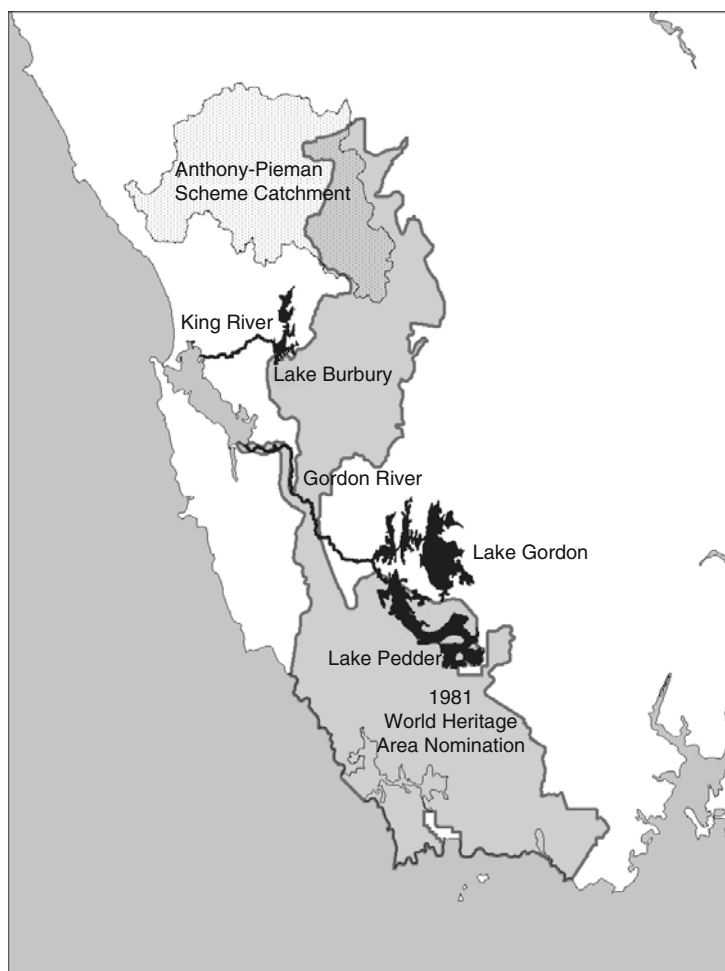 Anthony-Pieman
Scheme Catchment
King River
Lake Burbury
Gordon River
Lake Gordon
Lake Pedder
1981
World Heritage
Area Nomination